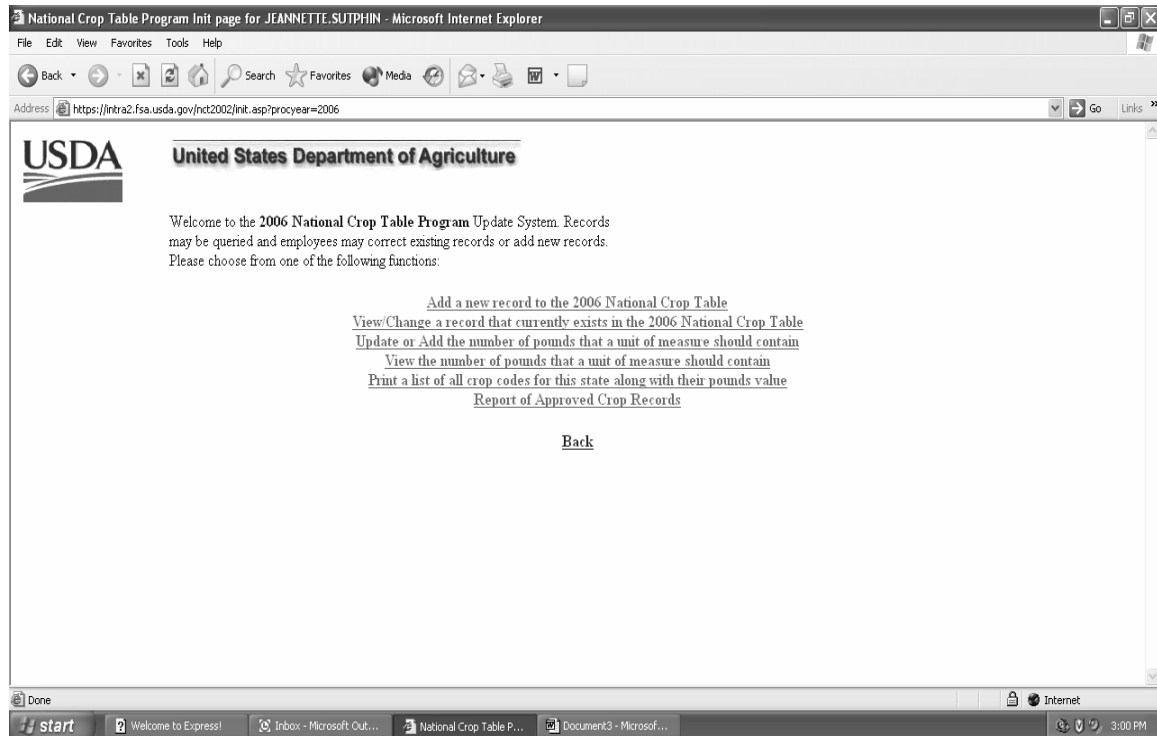 National Crop Table Program Init page for JEANNETTE.SUTPHIN - Microsoft Internet Explorer
File Edit View Favorites Tools Help
Back Search Favorites Media
Address https://intra2.fsa.usda.gov/nct2002/init.asp?procyear=2006 Go Links »
USDA United States Department of Agriculture
Welcome to the 2006 National Crop Table Program Update System. Records
may be queried and employees may correct existing records or add new records.
Please choose from one of the following functions:
Add a new record to the 2006 National Crop Table
View/Change a record that currently exists in the 2006 National Crop Table
Update or Add the number of pounds that a unit of measure should contain
View the number of pounds that a unit of measure should contain
Print a list of all crop codes for this state along with their pounds value
Report of Approved Crop Records
Back
Done Internet
start Welcome to Express! Inbox - Microsoft Out... National Crop Table P... Document3 - Microsof... 3:00 PM